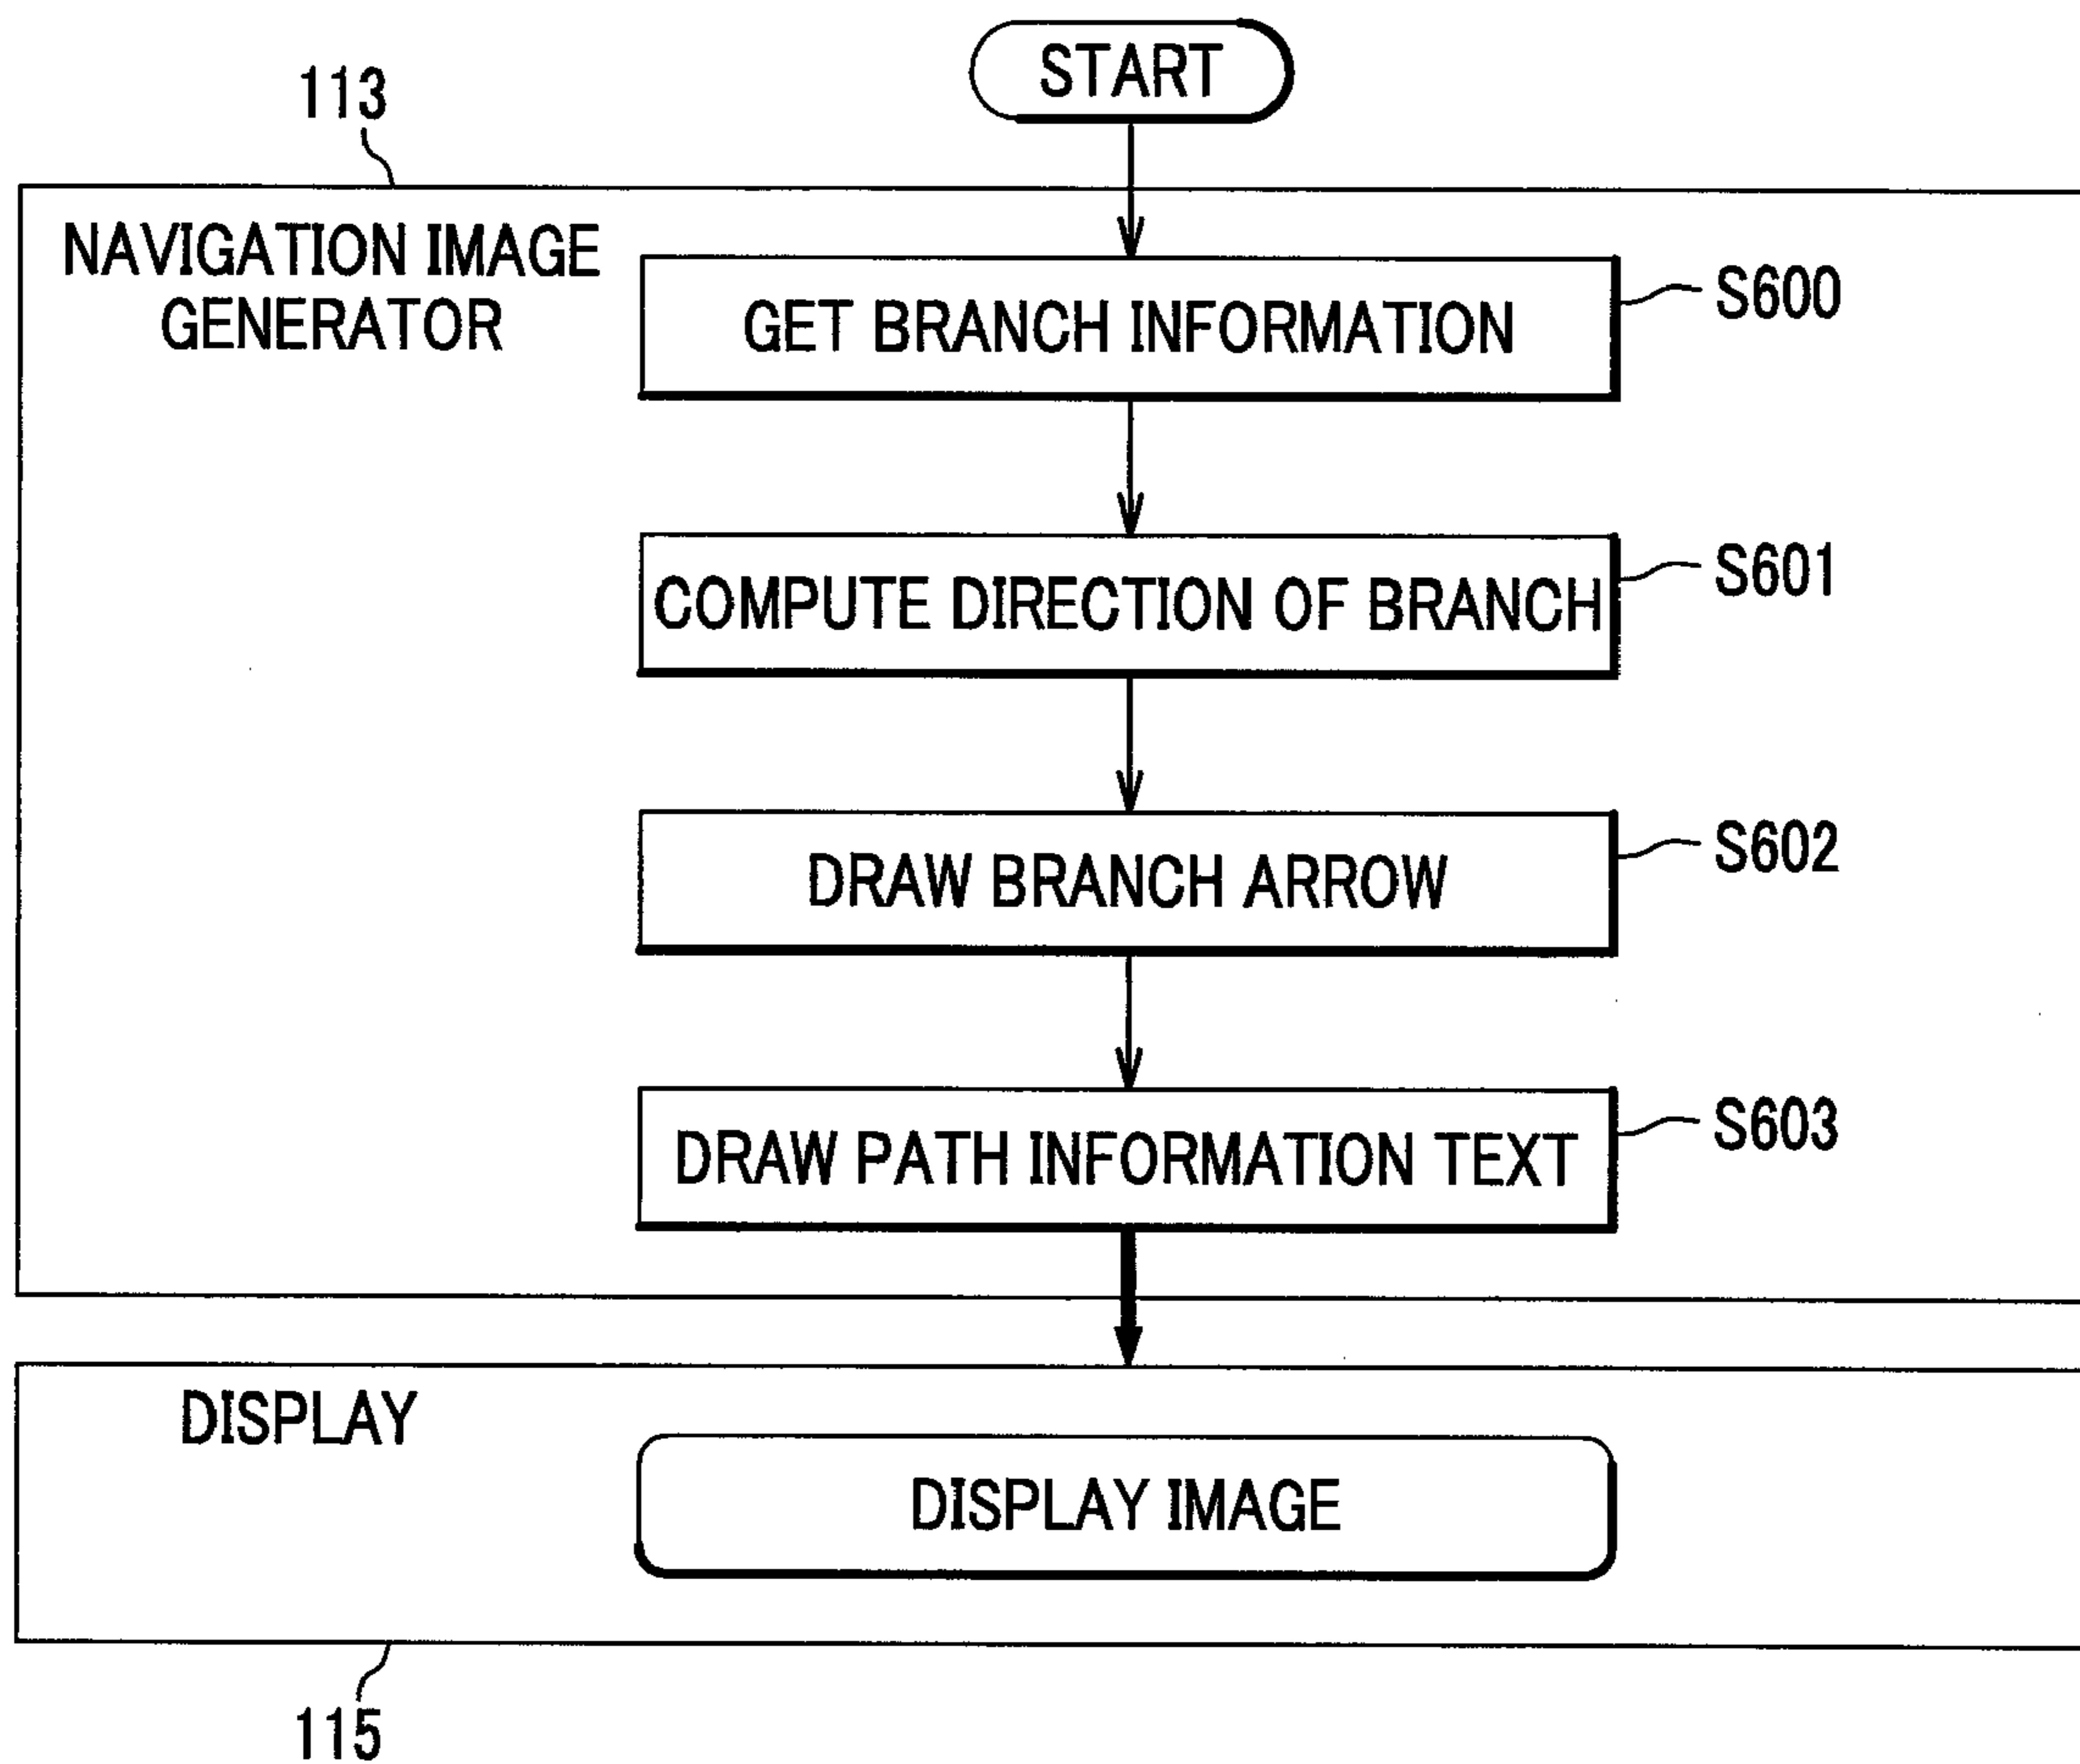 START
113
NAVIGATION IMAGE
GENERATOR
GET BRANCH INFORMATION
S600
COMPUTE DIRECTION OF BRANCH
S601
DRAW BRANCH ARROW
S602
DRAW PATH INFORMATION TEXT
S603
DISPLAY
DISPLAY IMAGE
115